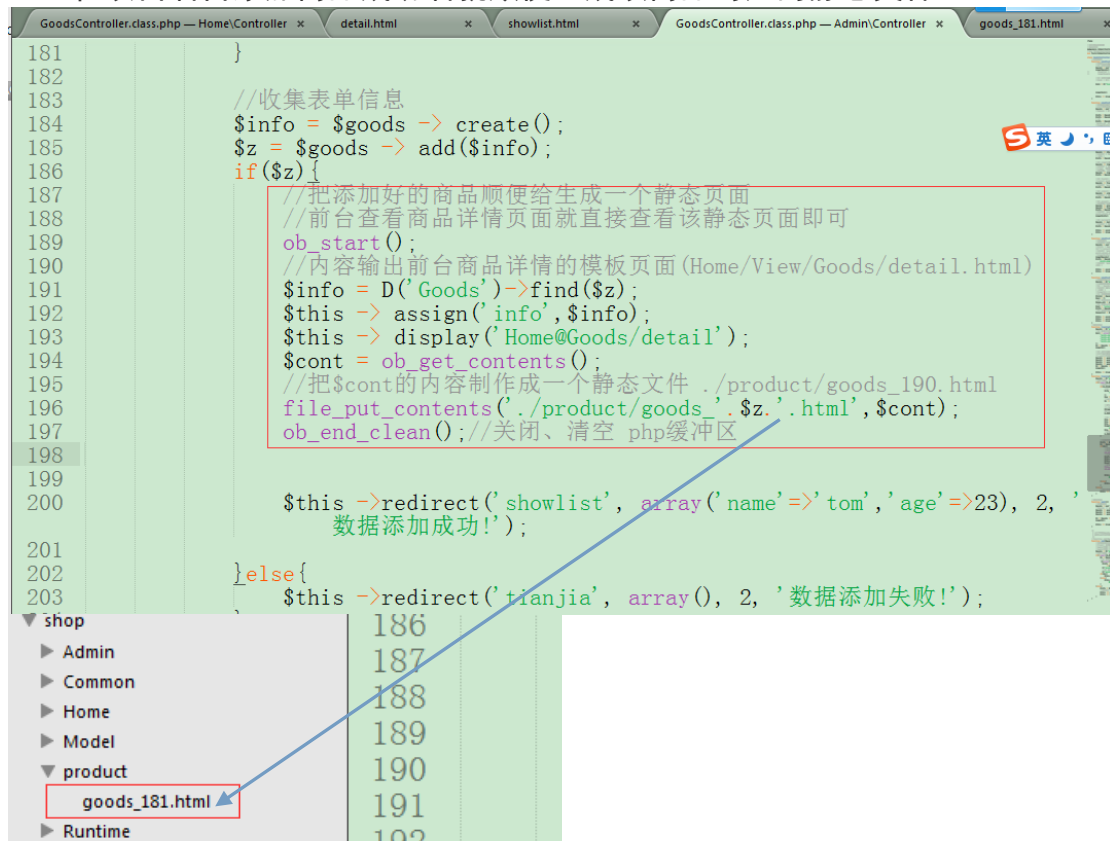 GoodsController.class.php — Home\Controller × detail.html × showlist.html × GoodsController.class.php — Admin\Controller × goods_181.html ×
181 }
182
183 //收集表单信息
184 $info = $goods -> create();
185 $z = $goods -> add($info);
英
186 if($z){
187 //把添加好的商品顺便给生成一个静态页面
188 //前台查看商品详情页面就直接查看该静态页面即可
189 ob_start();
190 //内容输出前台商品详情的模板页面(Home/View/Goods/detail.html)
191 $info = D('Goods')->find($z);
192 $this -> assign('info',$info);
193 $this -> display('Home@Goods/detail');
194 $cont = ob_get_contents();
195 //把$cont的内容制作成一个静态文件 ./product/goods_190.html
196 file_put_contents('./product/goods_'.$z.'.html',$cont);
197 ob_end_clean();//关闭、清空 php缓冲区
198
199
200 $this ->redirect('showlist', array('name'=>'tom','age'=>23), 2, '
数据添加成功!');
201
202 }else{
203 $this ->redirect('tianjia', array(), 2, '数据添加失败!');
shop
Admin
Common
Home
Model
product
goods_181.html
Runtime
186
187
188
189
190
191